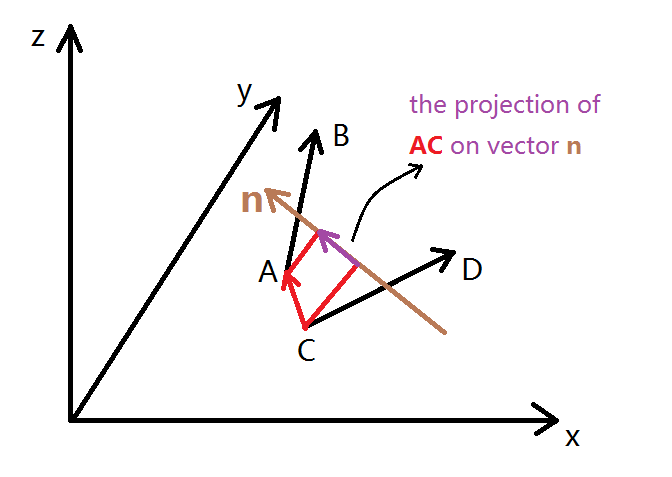 z
y
B
the projection of
AC on vector n
n
A
D
C
x